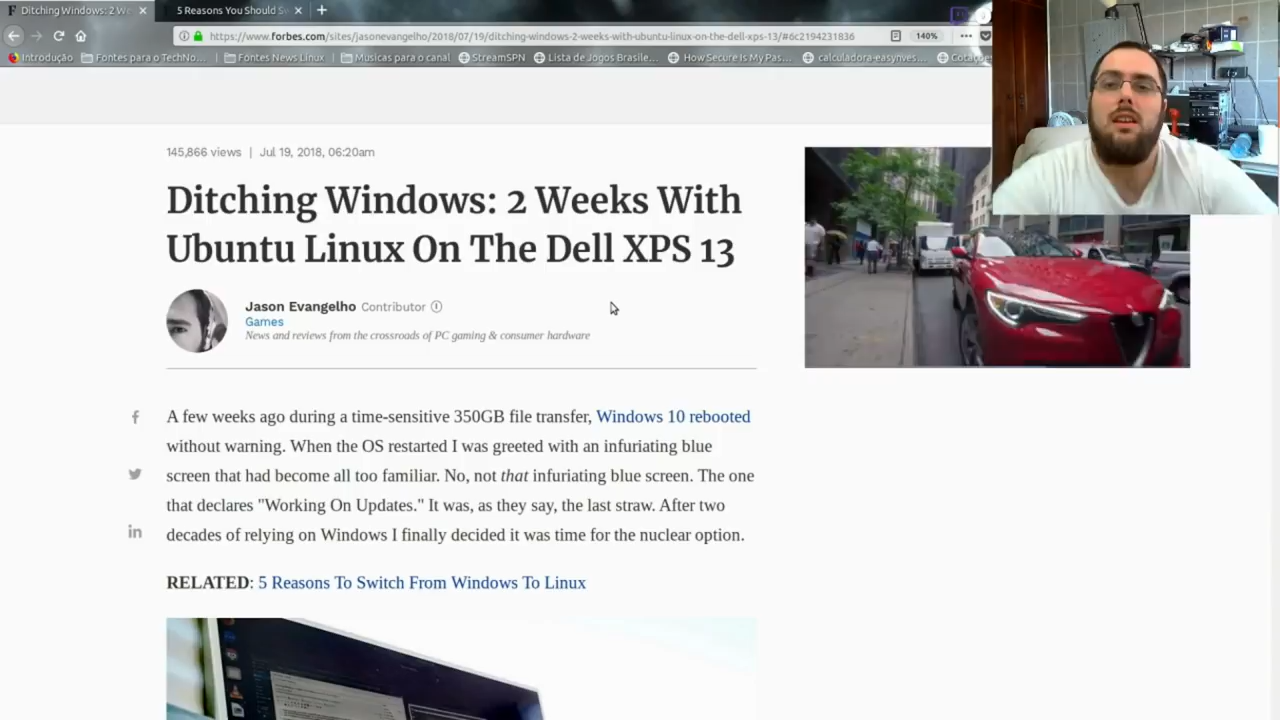 Ditching Windows: 2 We
5 Reasons You Should S
https://www.forbes.com/sites/jasonevangelho/2018/07/19/ditching-windows-2-weeks-with-ubuntu-linux-on-the-dell-xps-13/#6c2194231836
140%
Introdução
Fontes para o TechNo...
Fontes News Linux
Musicas para o canal
StreamSPN
Lista de Jogos Brasile...
How Secure Is My Pas...
calculadora-easynves...
Cotações
145,866 views | Jul 19, 2018, 06:20am
Ditching Windows: 2 Weeks With
Ubuntu Linux On The Dell XPS 13
Jason Evangelho Contributor
Games
News and reviews from the crossroads of PC gaming & consumer hardware
A few weeks ago during a time-sensitive 350GB file transfer, Windows 10 rebooted
without warning. When the OS restarted I was greeted with an infuriating blue
screen that had become all too familiar. No, not that infuriating blue screen. The one
that declares "Working On Updates." It was, as they say, the last straw. After two
decades of relying on Windows I finally decided it was time for the nuclear option.
RELATED: 5 Reasons To Switch From Windows To Linux